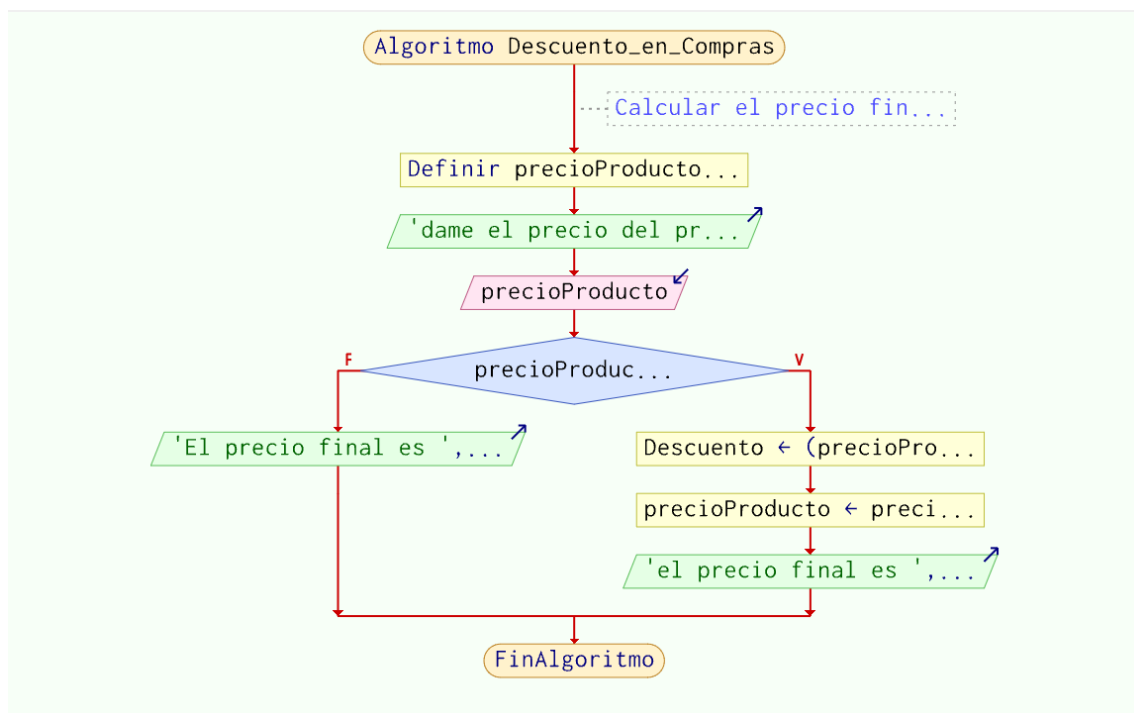 Algoritmo Descuento_en_Compras
Calcular el precio fin...
Definir precioProducto...
'dame el precio del pr...
precioProducto
precioProduc...
F
V
'El precio final es ',...
Descuento ← (precioPro...
precioProducto ← preci...
'el precio final es ',...
FinAlgoritmo